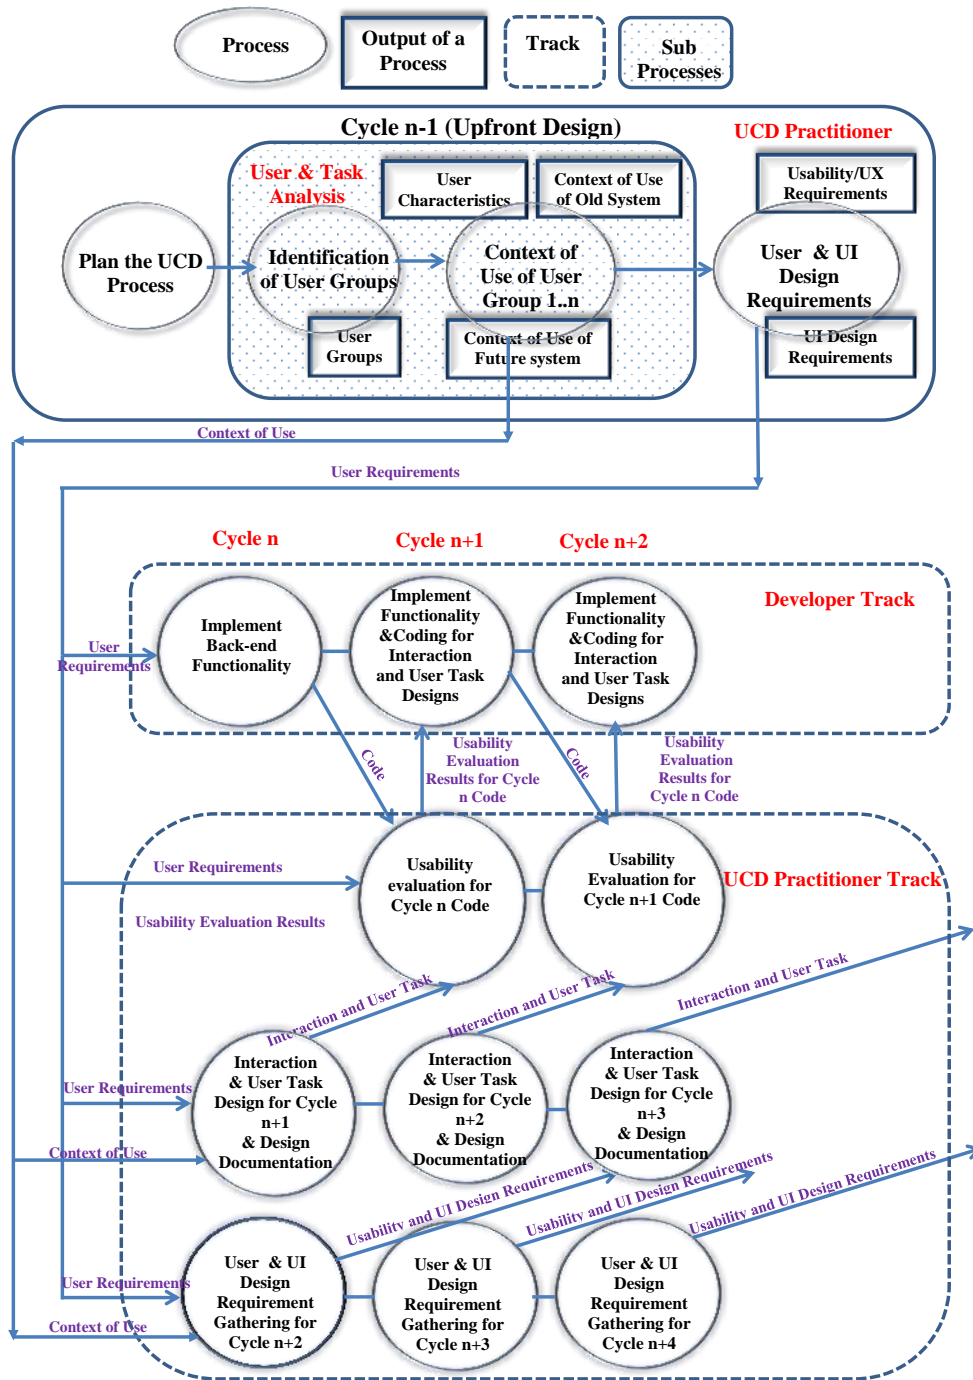 Process
Output of a
Process
Track
Sub
Processes
Cycle n-1 (Upfront Design)
UCD Practitioner
User & Task
Analysis
User
Characteristics
Context of Use
of Old System
Usability/UX
Requirements
Plan the UCD
Process
Identification
of User Groups
Context of
Use of User
Group 1..n
User & UI
Design
Requirements
User
Groups
Context of Use of
Future system
UI Design
Requirements
Context of Use
User Requirements
Cycle n
Cycle n+1
Cycle n+2
Developer Track
Implement
Back-end
Functionality
Implement
Functionality
&Coding for
Interaction
and User Task
Designs
Implement
Functionality
&Coding for
Interaction
and User Task
Designs
User
Requirements
Code
Usability
Evaluation
Results for Cycle
n Code
Code
Usability
Evaluation
Results for
Cycle n Code
UCD Practitioner Track
User Requirements
Usability
evaluation for
Cycle n Code
Usability
Evaluation for
Cycle n+1 Code
Usability Evaluation Results
Interaction and User Task
Interaction and User Task
Interaction and User Task
User Requirements
Interaction
& User Task
Design for Cycle
n+1
& Design
Documentation
Interaction
& User Task
Design for Cycle
n+2
& Design
Documentation
Interaction
& User Task
Design for Cycle
n+3
& Design
Documentation
Context of Use
Usability and UI Design Requirements
Usability and UI Design Requirements
Usability and UI Design Requirements
User Requirements
User & UI
Design
Requirement
Gathering for
Cycle n+2
User & UI
Design
Requirement
Gathering for
Cycle n+3
User & UI
Design
Requirement
Gathering for
Cycle n+4
Context of Use